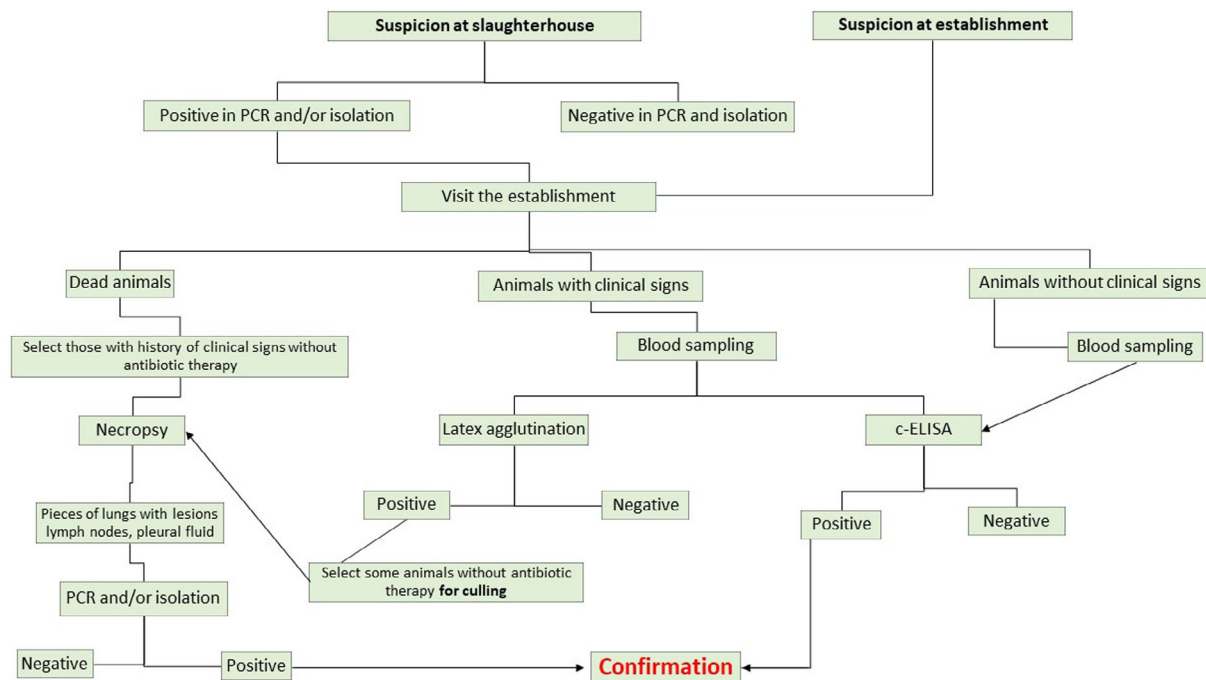 Suspicion at slaughterhouse
Suspicion at establishment
Positive in PCR and/or isolation
Negative in PCR and isolation
Visit the establishment
Dead animals
Animals with clinical signs
Animals without clinical signs
Select those with history of clinical signs without
antibiotic therapy
Blood sampling
Blood sampling
Necropsy
Latex agglutination
c-ELISA
Pieces of lungs with lesions
lymph nodes, pleural fluid
Positive
Negative
Positive
Negative
Select some animals without antibiotic
therapy for culling
PCR and/or isolation
Negative
Positive
Confirmation